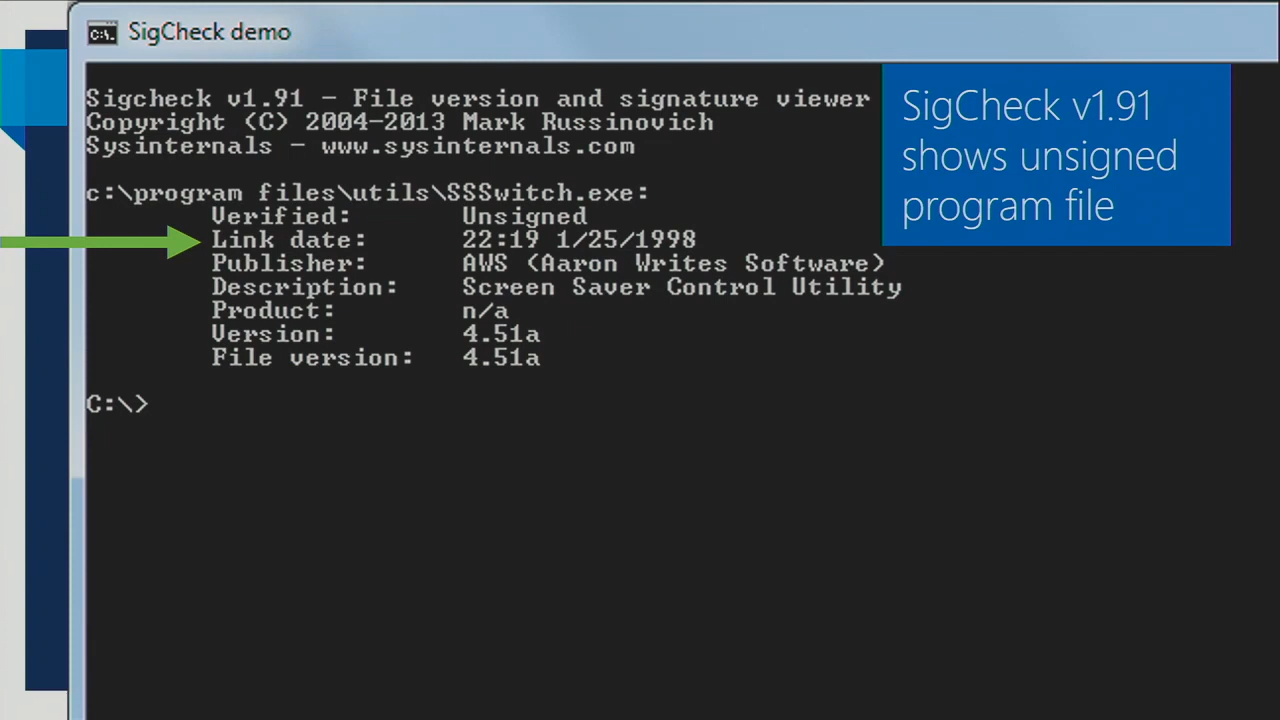 SigCheck demo
Sigcheck v1.91 - File version and signature viewer
Copyright (C) 2004-2013 Mark Russinovich
Sysinternals - www.sysinternals.com
c:\program files\utils\SSSwitch.exe:
Verified: Unsigned
Link date: 22:19 1/25/1998
Publisher: AWS (Aaron Writes Software)
Description: Screen Saver Control Utility
Product: n/a
Version: 4.51a
File version: 4.51a
C:\>
SigCheck v1.91
shows unsigned
program file